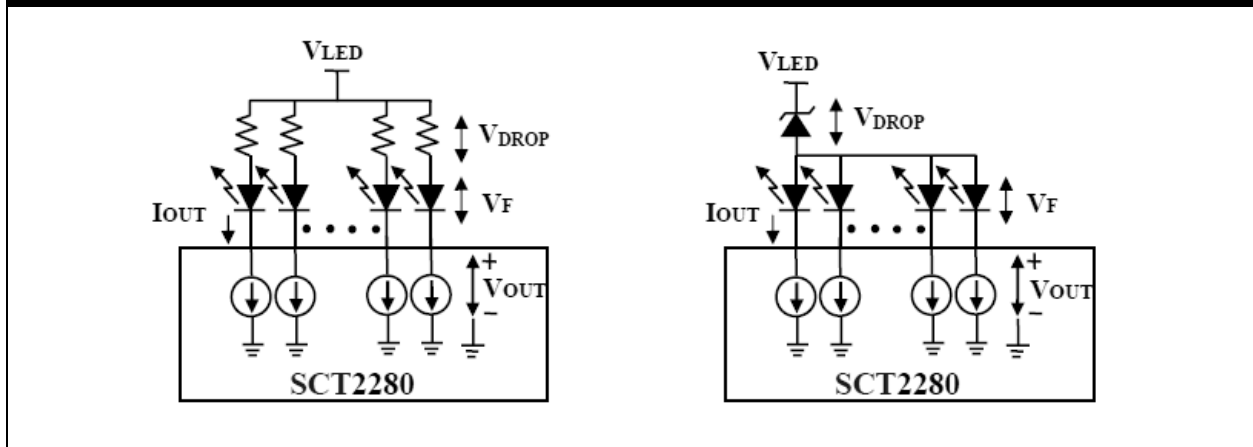 VLED
VDROP
VF
IOUT
+
VOUT
−
SCT2280
VLED
VDROP
VF
IOUT
+
VOUT
−
SCT2280